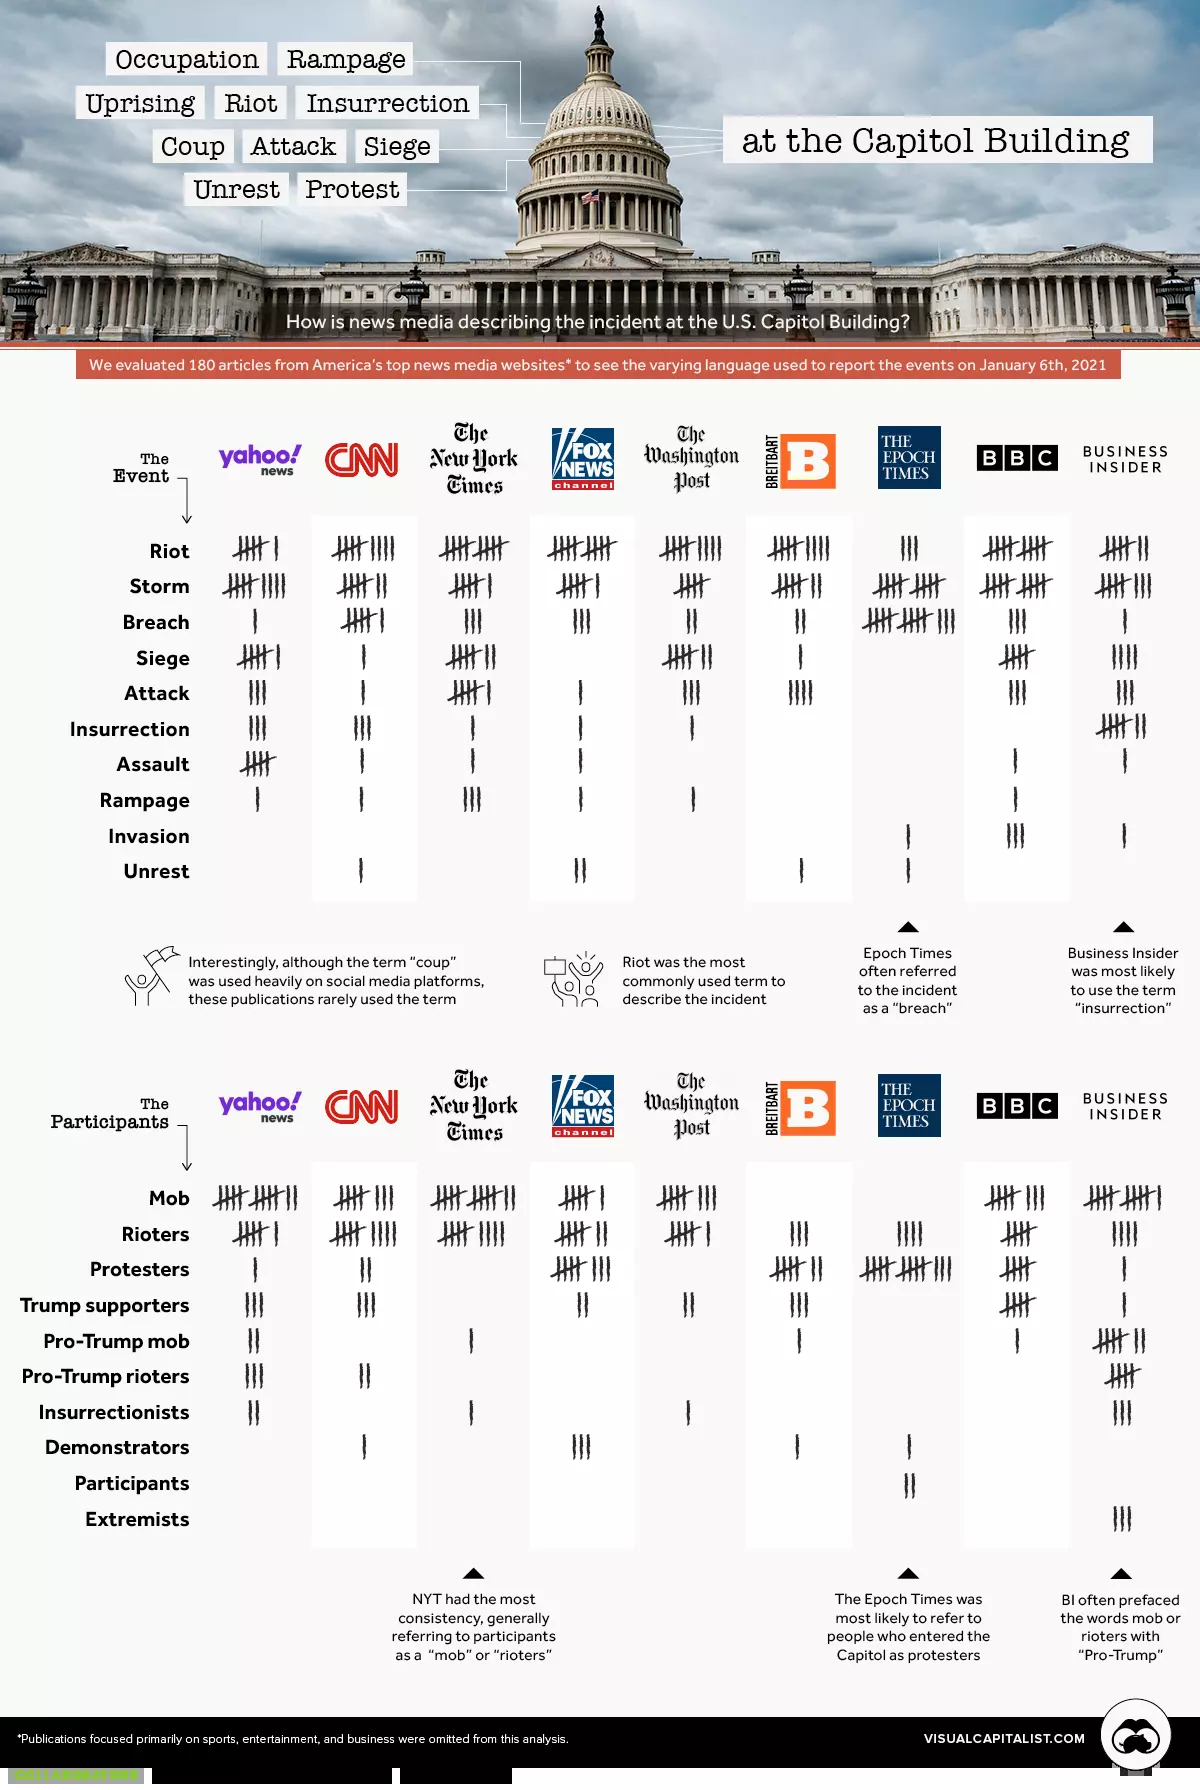 Occupation Rampage
Uprising Riot Insurrection
Coup Attack Siege
Unrest Protest
at the Capitol Building
How is news media describing the incident at the U.S. Capitol Building?
We evaluated 180 articles from America's top news media websites* to see the varying language used to report the events on January 6th, 2021
The
Event
yahoo!
news
CNN
The
New York
Times
FOX
NEWS
channel
The
Washington
Post
BREITBART
B
THE
EPOCH
TIMES
BBC
BUSINESS
INSIDER
Riot
Storm
Breach
Siege
Attack
Insurrection
Assault
Rampage
Invasion
Unrest
Interestingly, although the term “coup”
was used heavily on social media platforms,
these publications rarely used the term
Riot was the most
commonly used term to
describe the incident
Epoch Times
often referred
to the incident
as a “breach”
Business Insider
was most likely
to use the term
“insurrection”
The
Participants
yahoo!
news
CNN
The
New York
Times
FOX
NEWS
channel
The
Washington
Post
BREITBART
B
THE
EPOCH
TIMES
BBC
BUSINESS
INSIDER
Mob
Rioters
Protesters
Trump supporters
Pro-Trump mob
Pro-Trump rioters
Insurrectionists
Demonstrators
Participants
Extremists
NYT had the most
consistency, generally
referring to participants
as a “mob” or “rioters”
The Epoch Times was
most likely to refer to
people who entered the
Capitol as protesters
BI often prefaced
the words mob or
rioters with
“Pro-Trump”
*Publications focused primarily on sports, entertainment, and business were omitted from this analysis.
VISUALCAPITALIST.COM